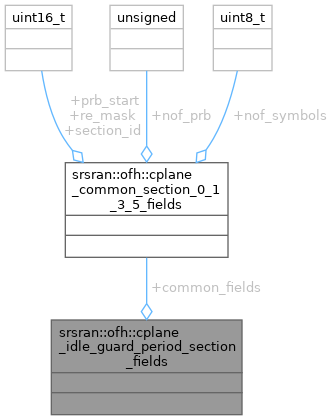 uint16_t
unsigned
uint8_t
+prb_start
+re_mask
+section_id
+nof_prb
+nof_symbols
srsran::ofh::cplane
_common_section_0_1
_3_5_fields
+common_fields
srsran::ofh::cplane
_idle_guard_period_section
_fields